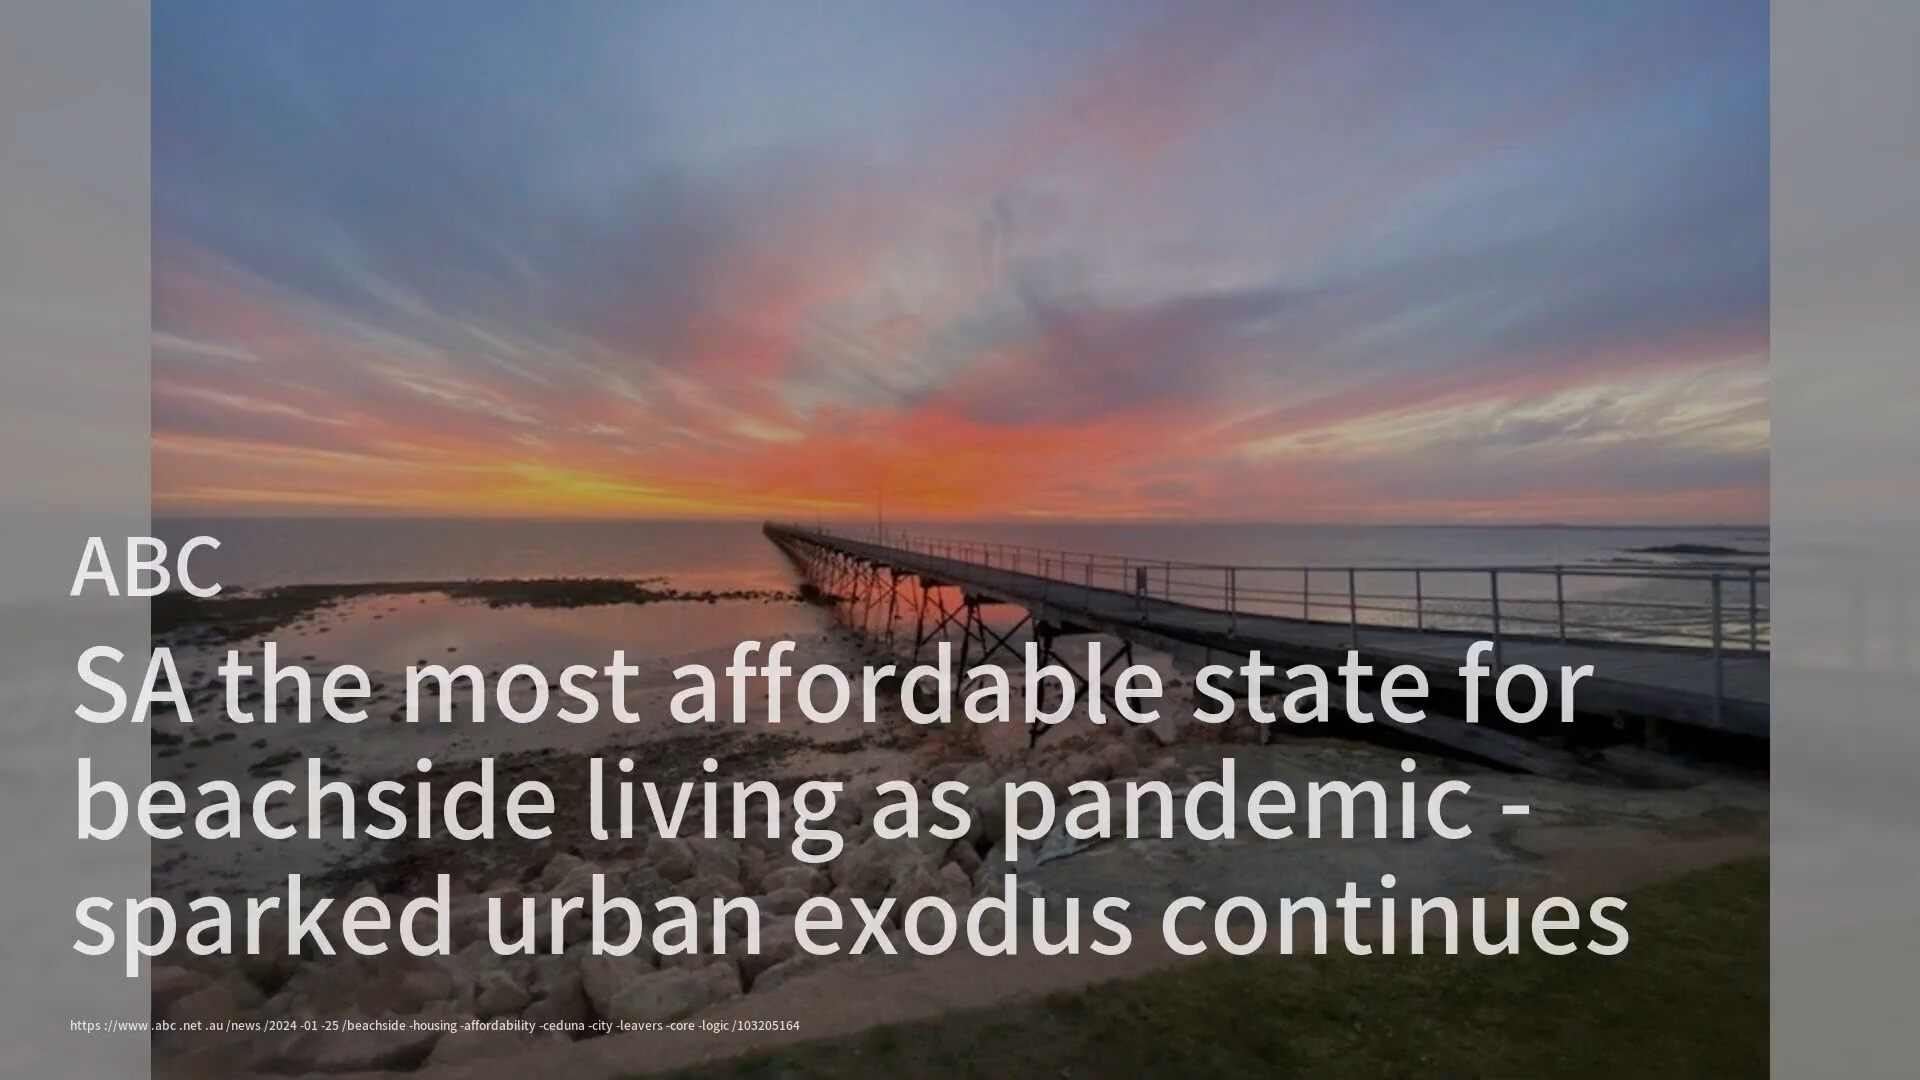 ABC
SA the most affordable state for
beachside living as pandemic -
sparked urban exodus continues
https ://www .abc .net .au /news /2024 -01 -25 /beachside -housing -affordability -ceduna -city -leavers -core -logic /103205164